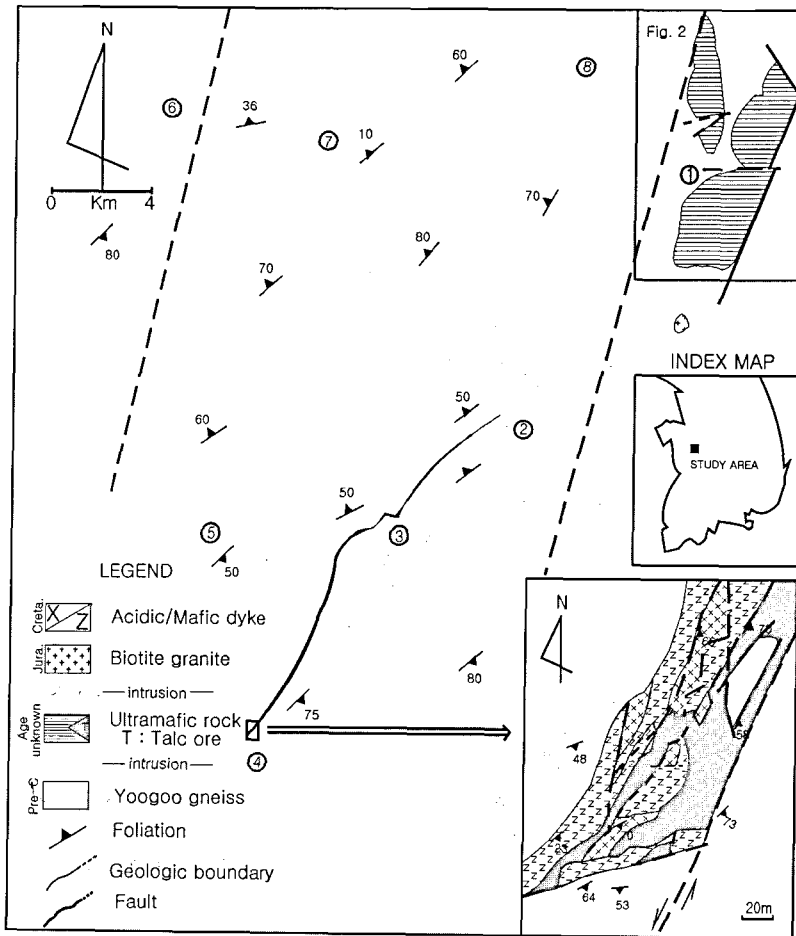 N
0 Km 4
60
8
Fig. 2
6
36
7
10
1
70
80
80
70
INDEX MAP
STUDY AREA
50
2
60
50
3
5
50
80
75
4
LEGEND
Creta.
X
Z
Acidic/Mafic dyke
Jura.
Biotite granite
intrusion
Age unknown
T
Ultramafic rock
T : Talc ore
intrusion
Pre-Є
Yoogoo gneiss
Foliation
Geologic boundary
Fault
N
48
58
73
70
23
64
53
20m